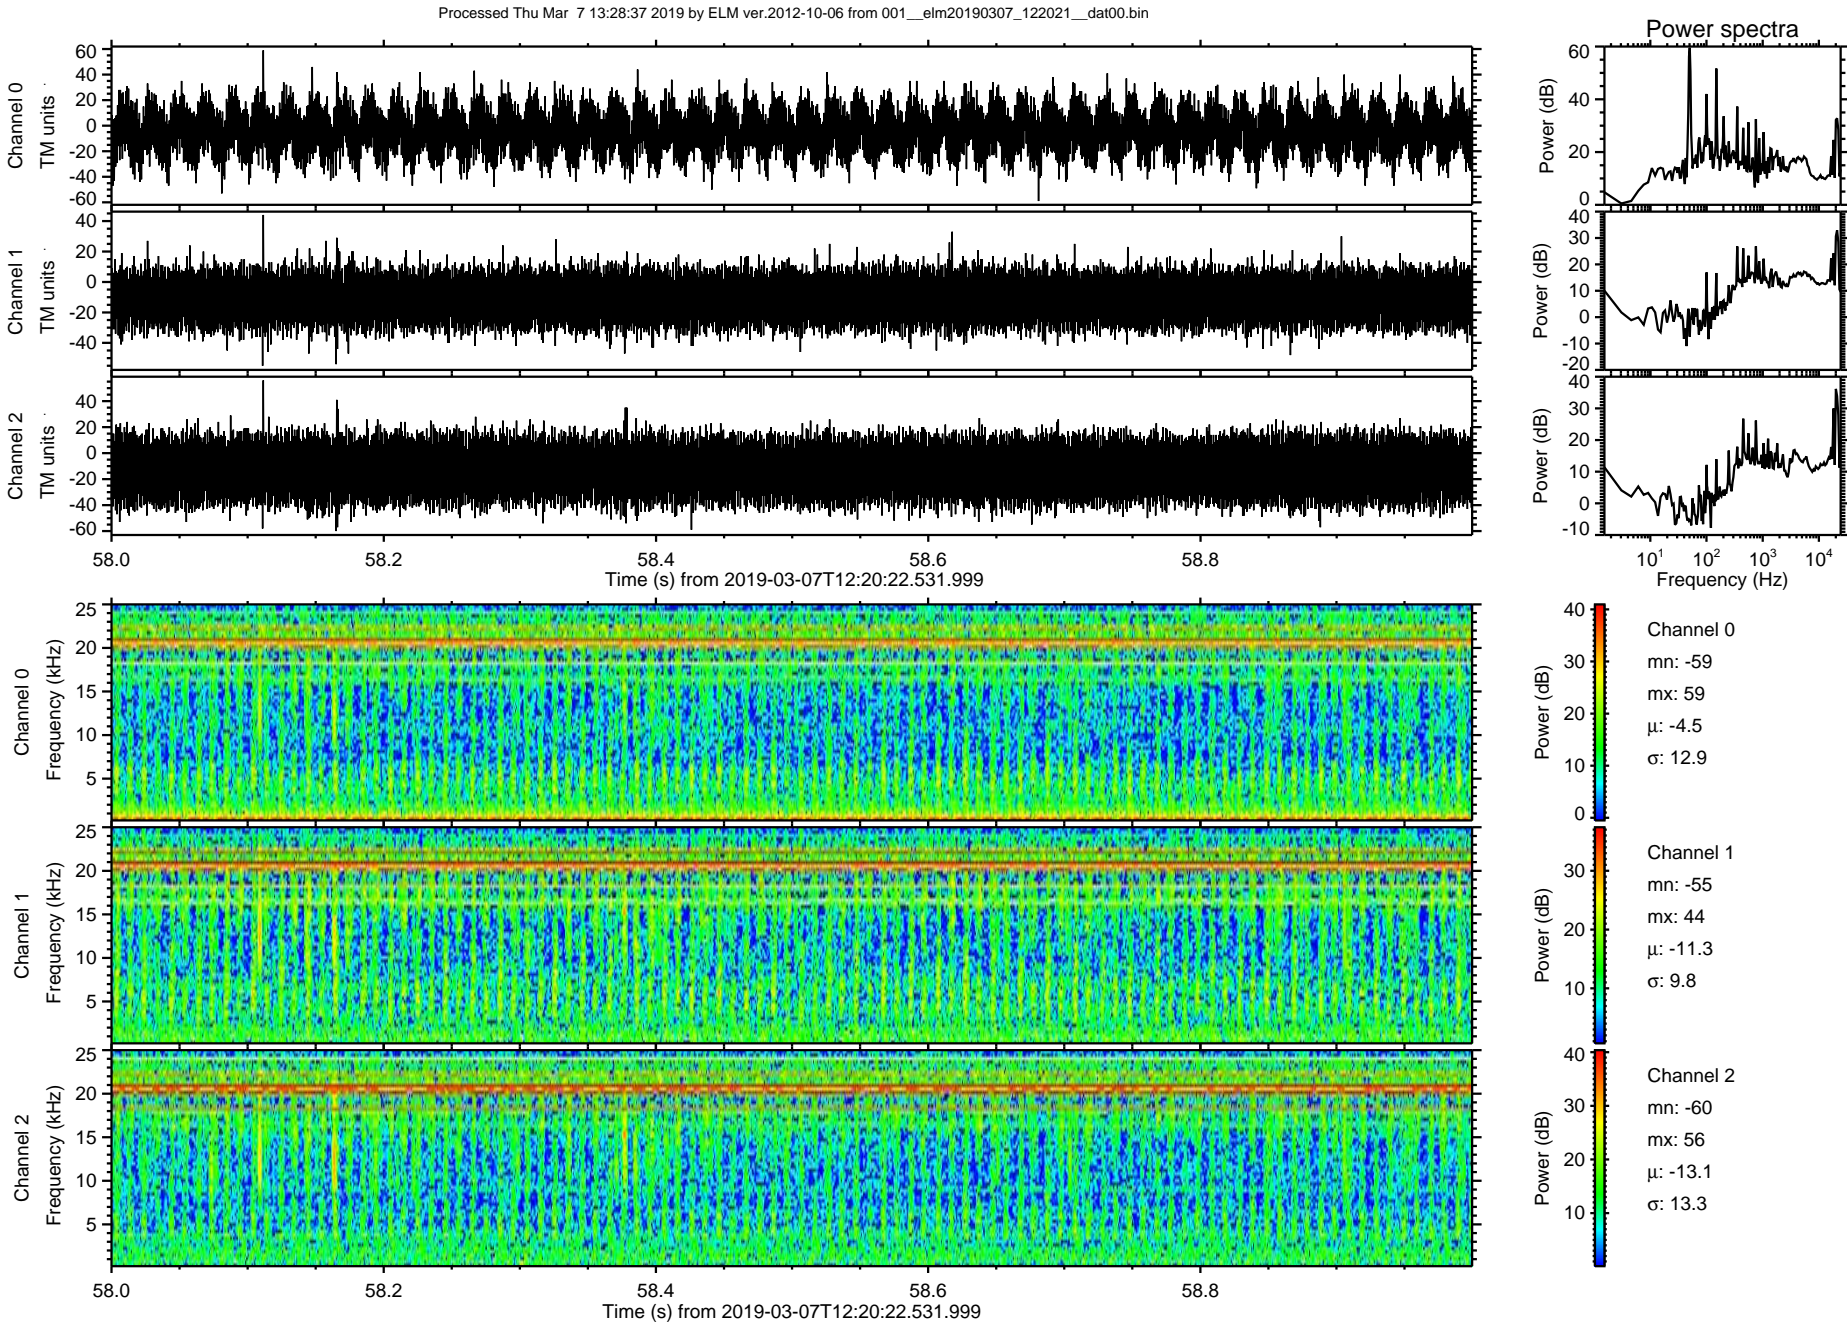 Processed Thu Mar 7 13:28:37 2019 by ELM ver.2012-10-06 from 001__elm20190307_122021__dat00.bin
Power spectra
Channel 0
TM units
60
40
20
0
-20
-40
-60
Power (dB)
60
40
20
0
Channel 1
TM units
40
20
0
-20
-40
Power (dB)
40
30
20
10
0
-10
-20
Channel 2
TM units
40
20
0
-20
-40
-60
Power (dB)
40
30
20
10
0
-10
58.0 58.2 58.4 58.6 58.8
Time (s) from 2019-03-07T12:20:22.531.999
10^1 10^2 10^3 10^4
Frequency (Hz)
Channel 0
Frequency (kHz)
25
20
15
10
5
Power (dB)
40
30
20
10
0
Channel 0
mn: -59
mx: 59
µ: -4.5
σ: 12.9
Channel 1
Frequency (kHz)
25
20
15
10
5
Power (dB)
30
20
10
Channel 1
mn: -55
mx: 44
µ: -11.3
σ: 9.8
Channel 2
Frequency (kHz)
25
20
15
10
5
Power (dB)
40
30
20
10
Channel 2
mn: -60
mx: 56
µ: -13.1
σ: 13.3
58.0 58.2 58.4 58.6 58.8
Time (s) from 2019-03-07T12:20:22.531.999